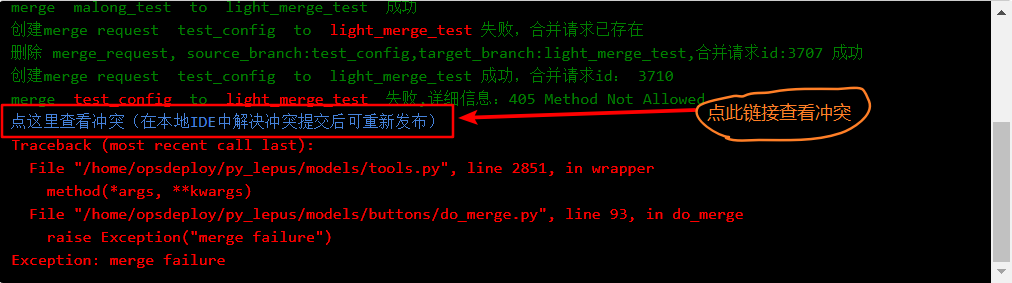 merge malong_test to light_merge_test 成功
创建merge request test_config to light_merge_test 失败，合并请求已存在
删除 merge_request, source_branch:test_config,target_branch:light_merge_test,合并请求id:3707 成功
创建merge request test_config to light_merge_test 成功，合并请求id： 3710
merge test_config to light_merge_test 失败,详细信息：405 Method Not Allowed
点这里查看冲突（在本地IDE中解决冲突提交后可重新发布）
点此链接查看冲突
Traceback (most recent call last):
File "/home/opsdeploy/py_lepus/models/tools.py", line 2851, in wrapper
method(*args, **kwargs)
File "/home/opsdeploy/py_lepus/models/buttons/do_merge.py", line 93, in do_merge
raise Exception("merge failure")
Exception: merge failure